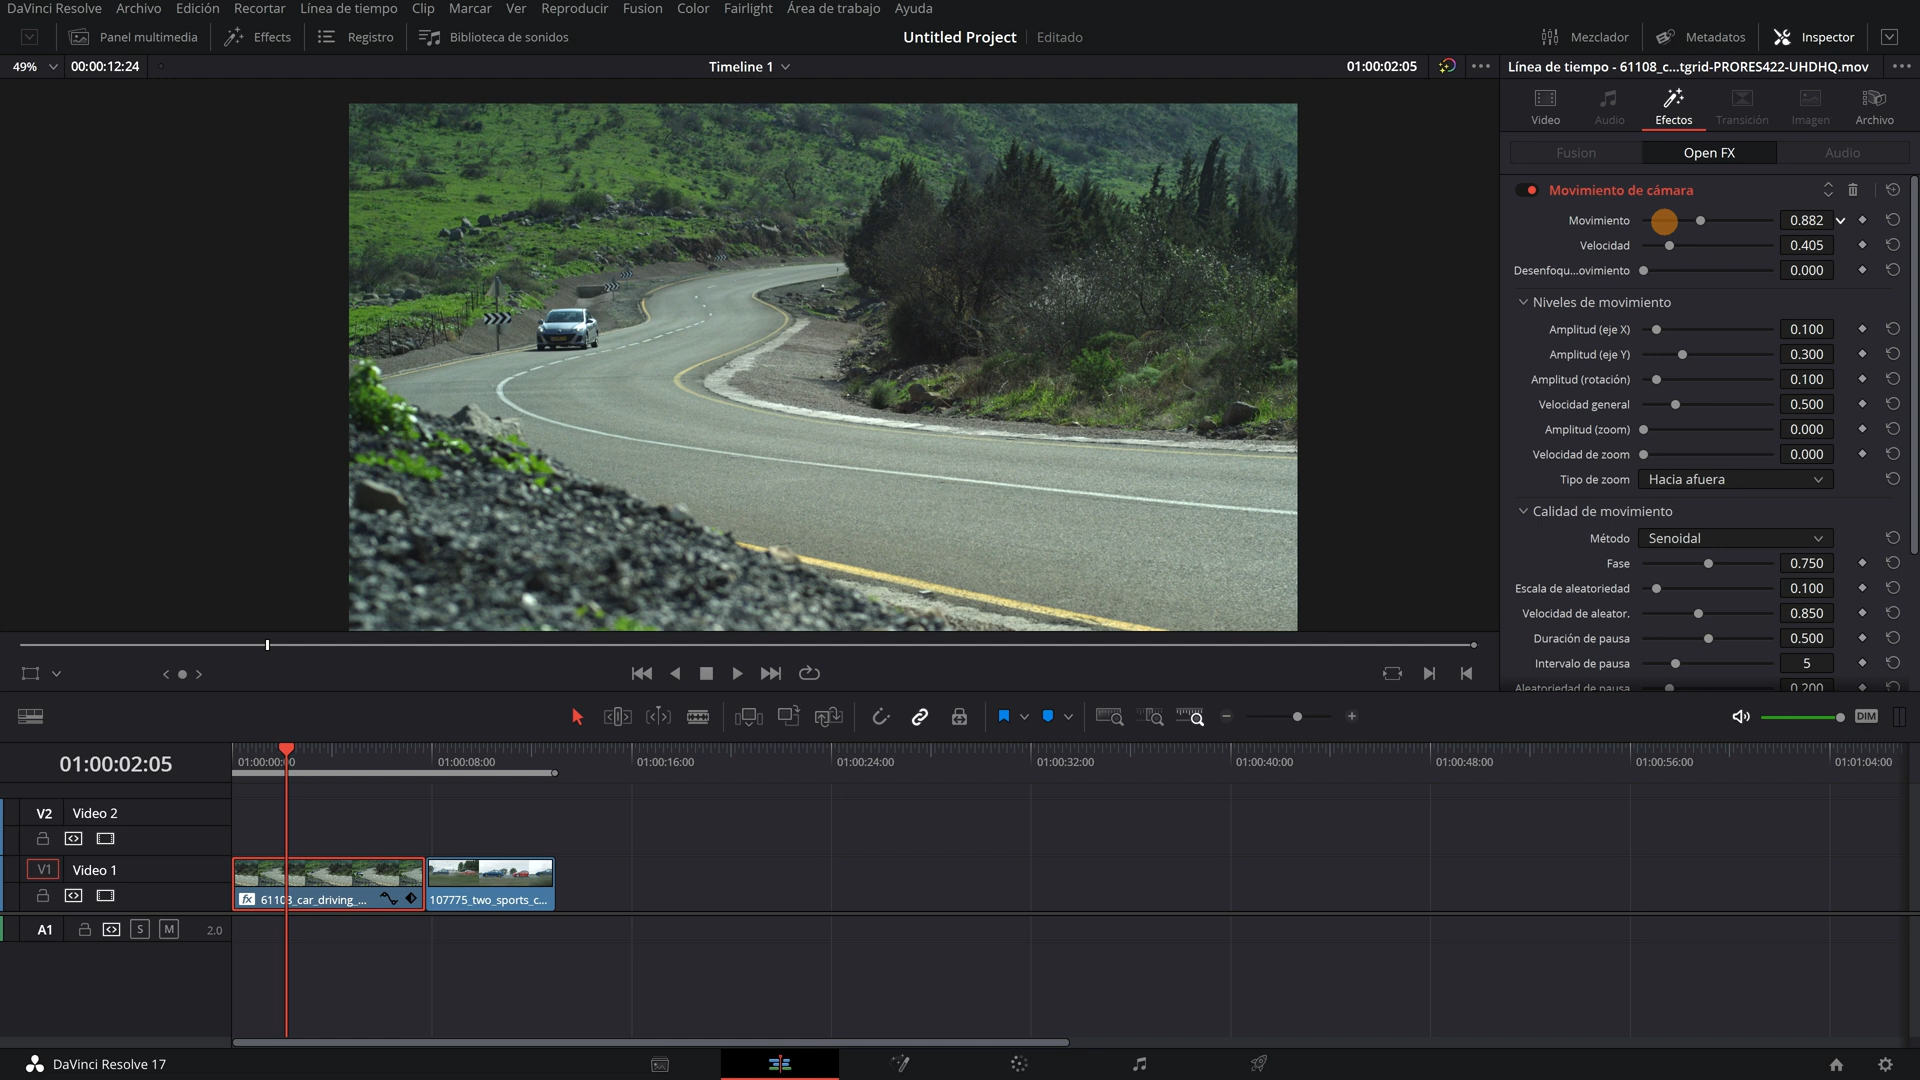 DaVinci Resolve Archivo Edición Recortar Línea de tiempo Clip Marcar Ver Reproducir Fusion Color Fairlight Área de trabajo Ayuda
Panel multimedia Effects Registro Biblioteca de sonidos Untitled Project Editado Mezclador Metadatos Inspector
49% 00:00:12:24 Timeline 1 01:00:02:05 Línea de tiempo - 61108_c...tgrid-PRORES422-UHDHQ.mov
Video Audio Efectos Transición Imagen Archivo
Fusion Open FX Audio
Movimiento de cámara
Movimiento 0.882
Velocidad 0.405
Desenfoqu...ovimiento 0.000
Niveles de movimiento
Amplitud (eje X) 0.100
Amplitud (eje Y) 0.300
Amplitud (rotación) 0.100
Velocidad general 0.500
Amplitud (zoom) 0.000
Velocidad de zoom 0.000
Tipo de zoom Hacia afuera
Calidad de movimiento
Método Senoidal
Fase 0.750
Escala de aleatoriedad 0.100
Velocidad de aleator. 0.850
Duración de pausa 0.500
Intervalo de pausa 5
Aleatoriedad de pausa 0.200
DIM
01:00:02:05 01:00:00:00 01:00:08:00 01:00:16:00 01:00:24:00 01:00:32:00 01:00:40:00 01:00:48:00 01:00:56:00 01:01:04:00
V2 Video 2
V1 Video 1
fx 61108_car_driving_... 107775_two_sports_c...
A1 S M 2.0
DaVinci Resolve 17